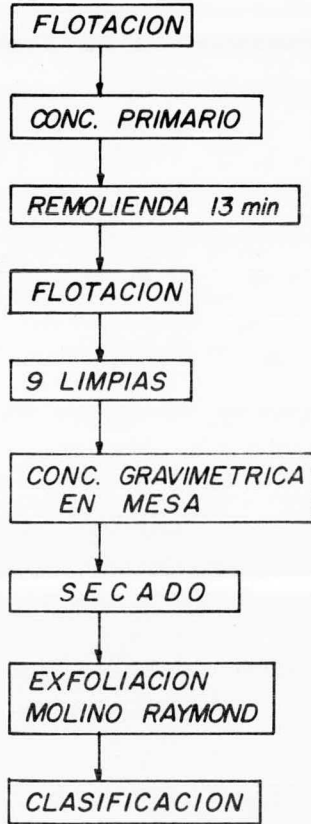 FLOTACION
CONC. PRIMARIO
REMOLIENDA 13 min
FLOTACION
9 LIMPIAS
CONC. GRAVIMETRICA
EN MESA
SECADO
EXFOLIACION
MOLINO RAYMOND
CLASIFICACION